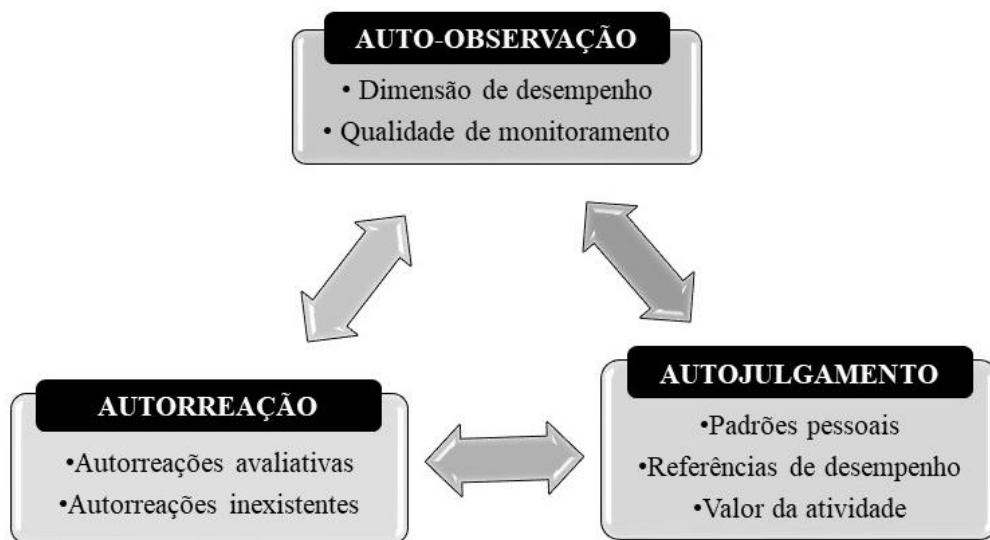 AUTO-OBSERVAÇÃO
• Dimensão de desempenho
• Qualidade de monitoramento
AUTORREAÇÃO
•Autorreações avaliativas
•Autorreações inexistentes
AUTOJULGAMENTO
•Padrões pessoais
•Referências de desempenho
•Valor da atividade